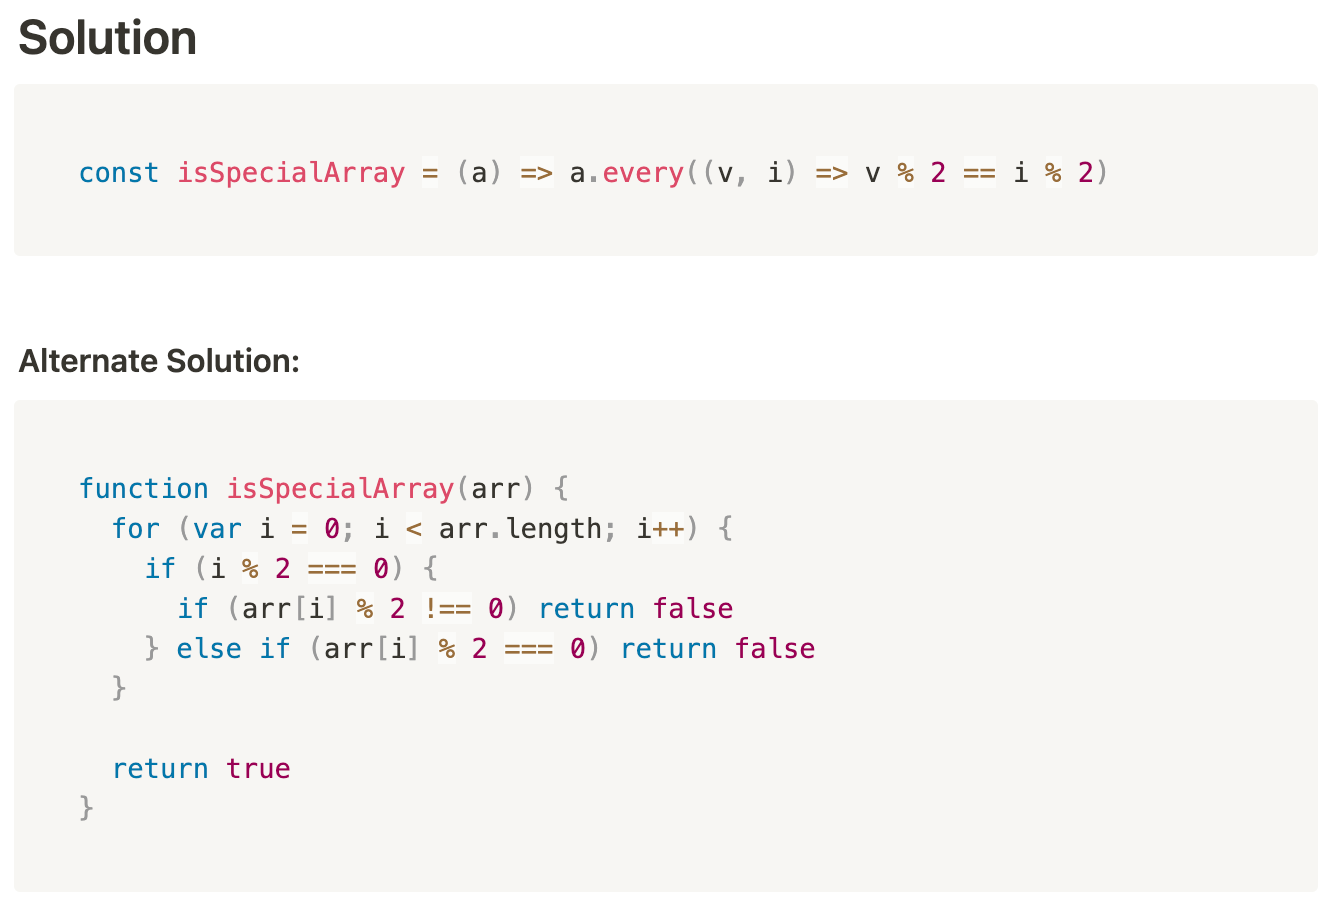 Solution
const isSpecialArray = (a) => a.every((v, i) => v % 2 == i % 2)
Alternate Solution:
function isSpecialArray(arr) {
  for (var i = 0; i < arr.length; i++) {
    if (i % 2 === 0) {
      if (arr[i] % 2 !== 0) return false
    } else if (arr[i] % 2 === 0) return false
  }
  return true
}